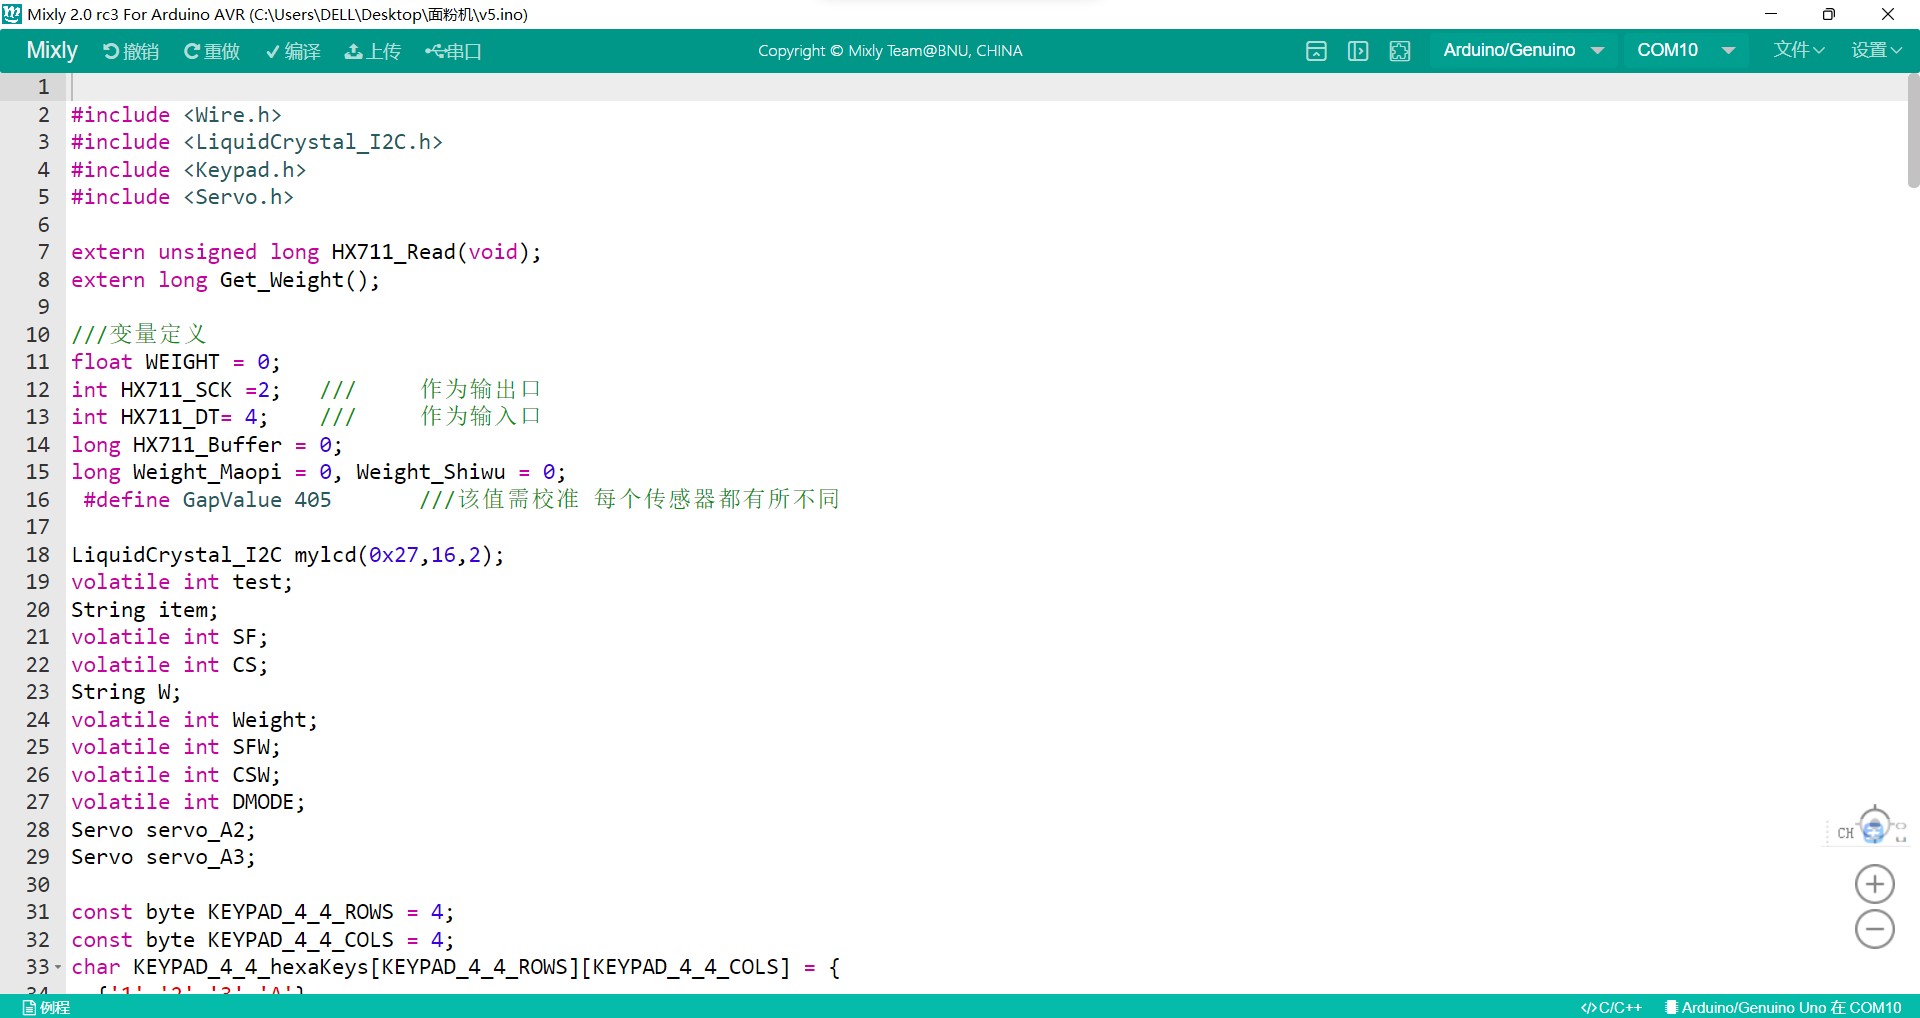 Mixly 2.0 rc3 For Arduino AVR (C:\Users\DELL\Desktop\面粉机\v5.ino)
Mixly 撤销 重做 编译 上传 串口 Copyright © Mixly Team@BNU, CHINA Arduino/Genuino COM10 文件 设置
1
2 #include <Wire.h>
3 #include <LiquidCrystal_I2C.h>
4 #include <Keypad.h>
5 #include <Servo.h>
6
7 extern unsigned long HX711_Read(void);
8 extern long Get_Weight();
9
10 ///变量定义
11 float WEIGHT = 0;
12 int HX711_SCK =2;   ///     作为输出口
13 int HX711_DT= 4;    ///     作为输入口
14 long HX711_Buffer = 0;
15 long Weight_Maopi = 0, Weight_Shiwu = 0;
16  #define GapValue 405       ///该值需校准 每个传感器都有所不同
17
18 LiquidCrystal_I2C mylcd(0x27,16,2);
19 volatile int test;
20 String item;
21 volatile int SF;
22 volatile int CS;
23 String W;
24 volatile int Weight;
25 volatile int SFW;
26 volatile int CSW;
27 volatile int DMODE;
28 Servo servo_A2;
29 Servo servo_A3;
30
31 const byte KEYPAD_4_4_ROWS = 4;
32 const byte KEYPAD_4_4_COLS = 4;
33 char KEYPAD_4_4_hexaKeys[KEYPAD_4_4_ROWS][KEYPAD_4_4_COLS] = {
34   {'1','2','3','A'}
CH
例程 </>C/C++ Arduino/Genuino Uno 在 COM10